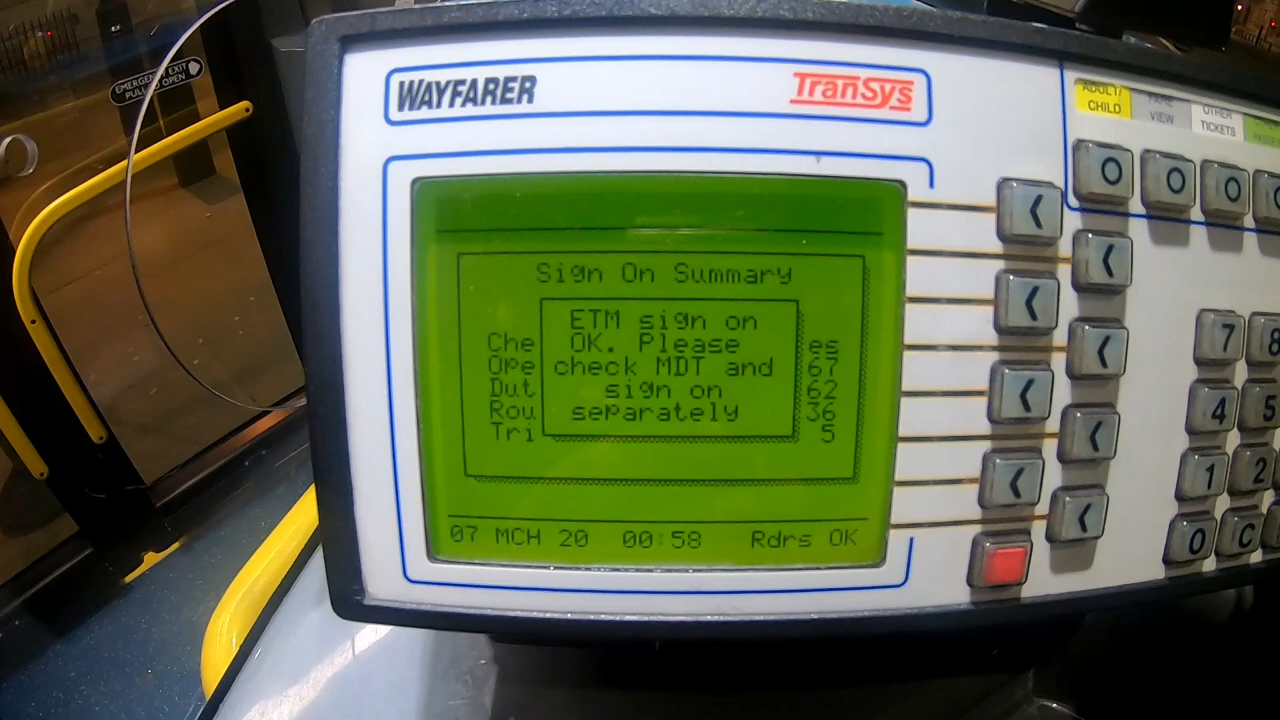 EMERGENCY EXIT
PULL OPEN
WAYFARER
TranSys
ADULT/
CHILD
FARE
VIEW
OTHER
TICKETS
Sign On Summary
ETM sign on
OK. Please
check MDT and
sign on
separately
Che es
Ope 67
Dut 62
Rou 36
Tri 5
07 MCH 20 00:58 Rdrs OK
7 8
4 5
1 2
0 C